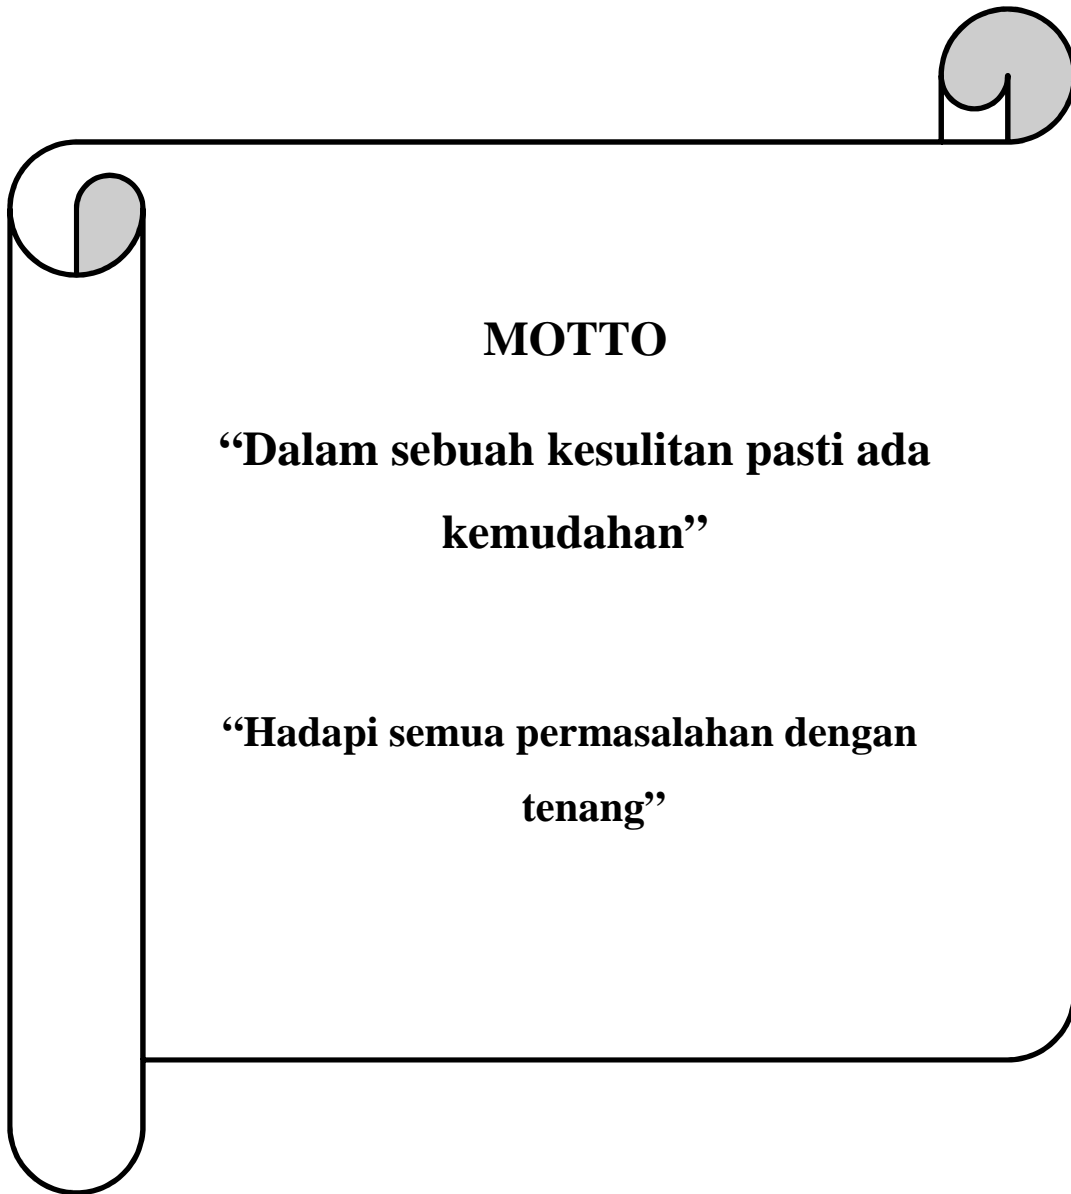 MOTTO
“Dalam sebuah kesulitan pasti ada
kemudahan”
“Hadapi semua permasalahan dengan
tenang”